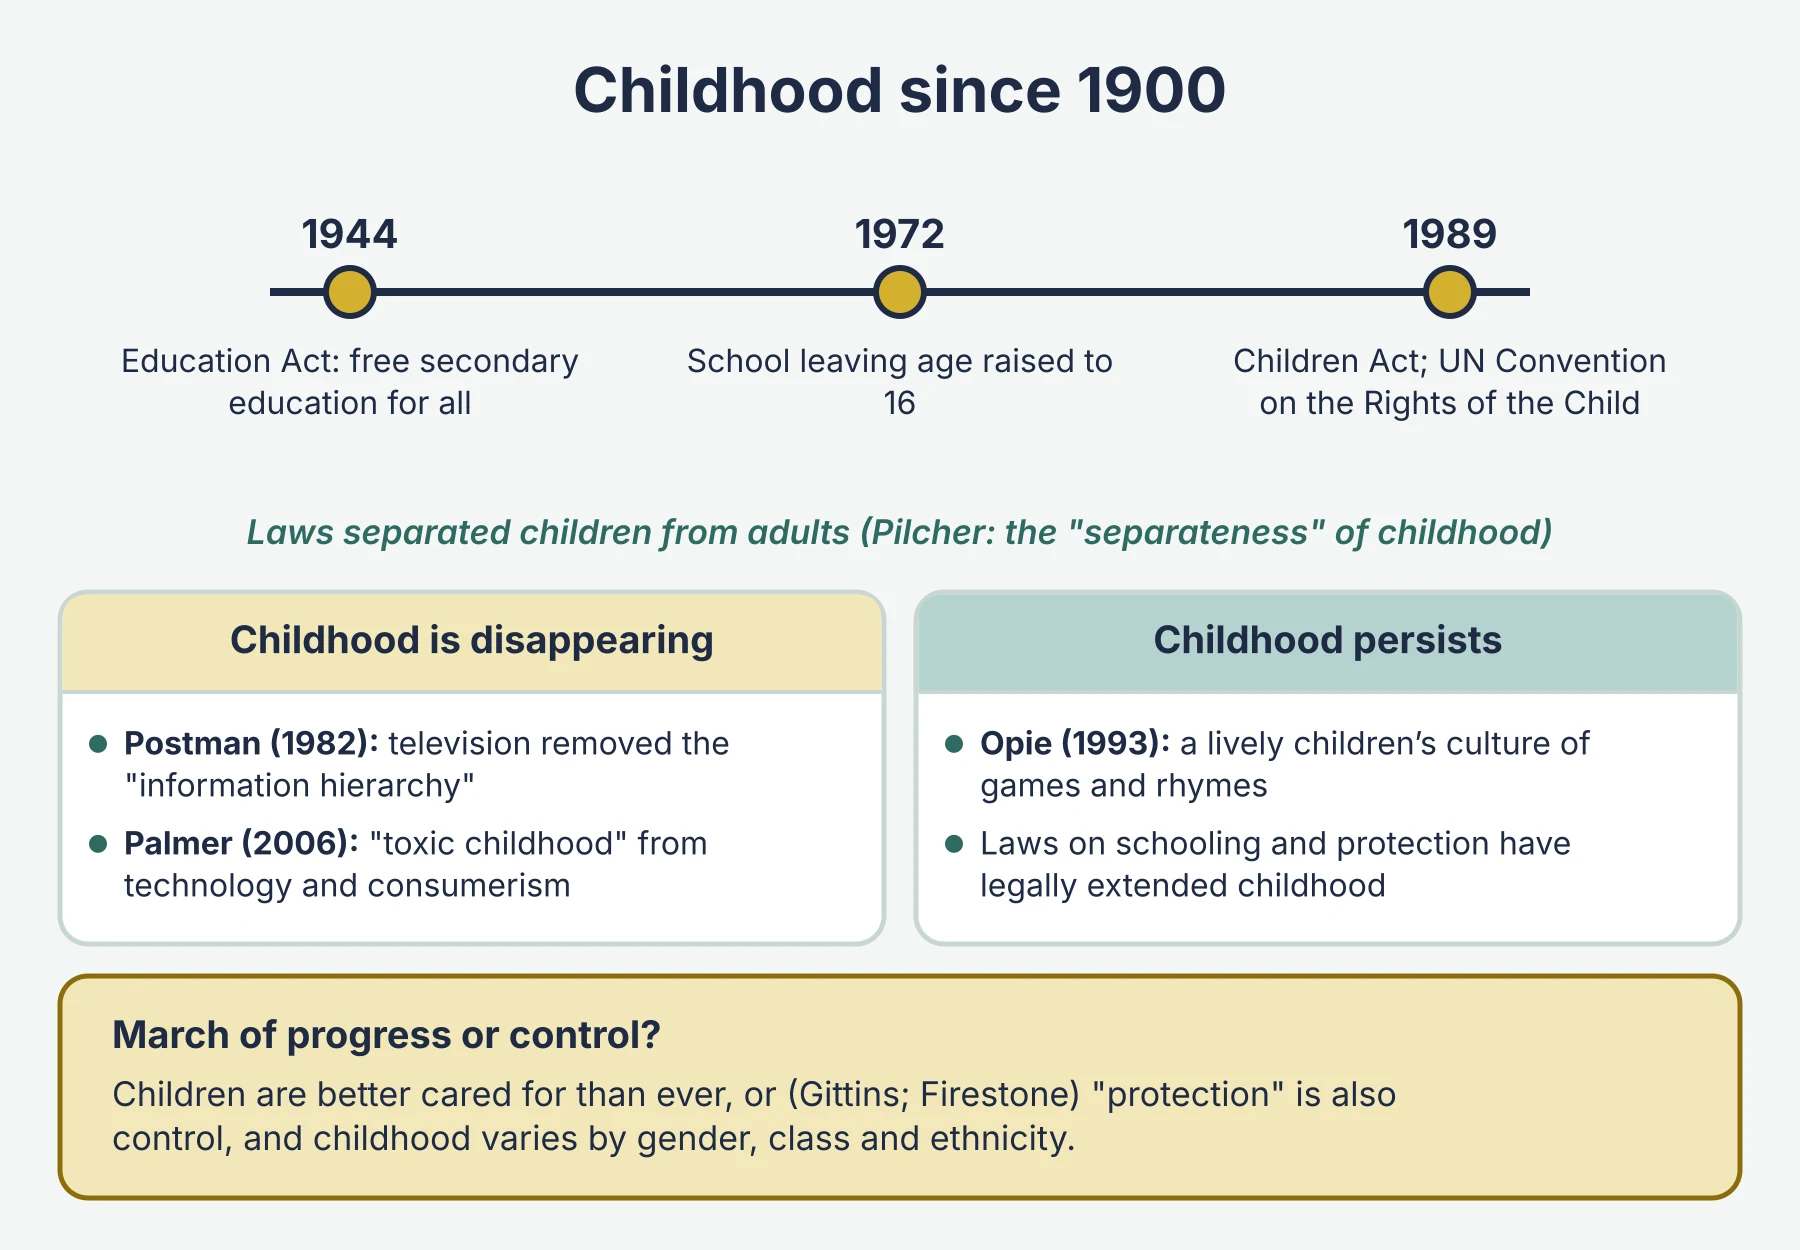 Childhood since 1900
1944
1972
1989
Education Act: free secondary
education for all
School leaving age raised to
16
Children Act; UN Convention
on the Rights of the Child
Laws separated children from adults (Pilcher: the "separateness" of childhood)
Childhood is disappearing
Postman (1982): television removed the
"information hierarchy"
Palmer (2006): "toxic childhood" from
technology and consumerism
Childhood persists
Opie (1993): a lively children’s culture of
games and rhymes
Laws on schooling and protection have
legally extended childhood
March of progress or control?
Children are better cared for than ever, or (Gittins; Firestone) "protection" is also
control, and childhood varies by gender, class and ethnicity.